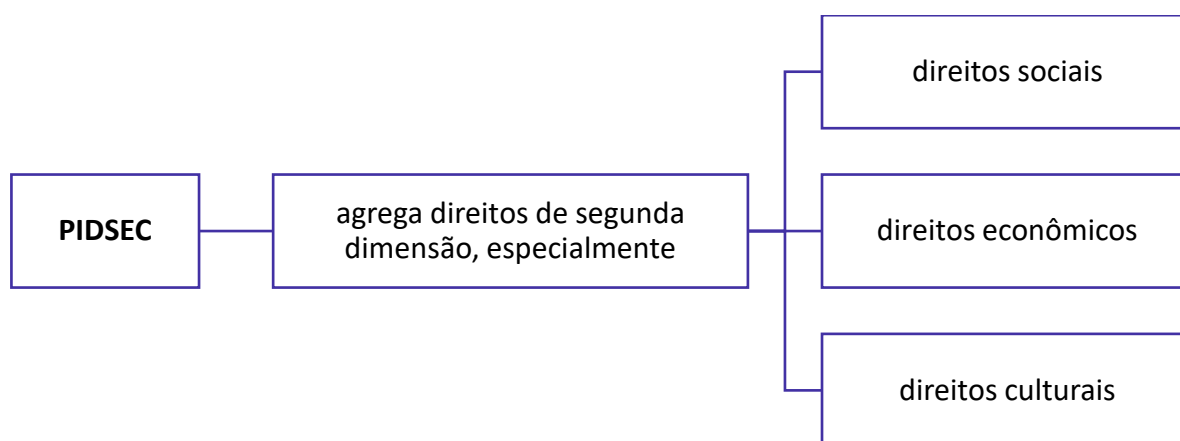 PIDSEC
agrega direitos de segunda
dimensão, especialmente
direitos sociais
direitos econômicos
direitos culturais